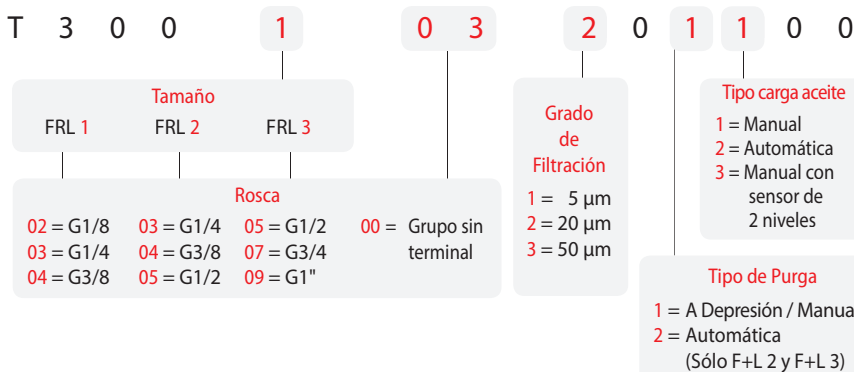 T 3 0 0 1 0 3 2 0 1 1 0 0
Tamaño
FRL 1 FRL 2 FRL 3
Rosca
02 = G1/8 03 = G1/4 05 = G1/2 00 = Grupo sin
03 = G1/4 04 = G3/8 07 = G3/4 terminal
04 = G3/8 05 = G1/2 09 = G1"
Grado
de
Filtración
1 = 5 µm
2 = 20 µm
3 = 50 µm
Tipo carga aceite
1 = Manual
2 = Automática
3 = Manual con
sensor de
2 niveles
Tipo de Purga
1 = A Depresión / Manua
2 = Automática
(Sólo F+L 2 y F+L 3)